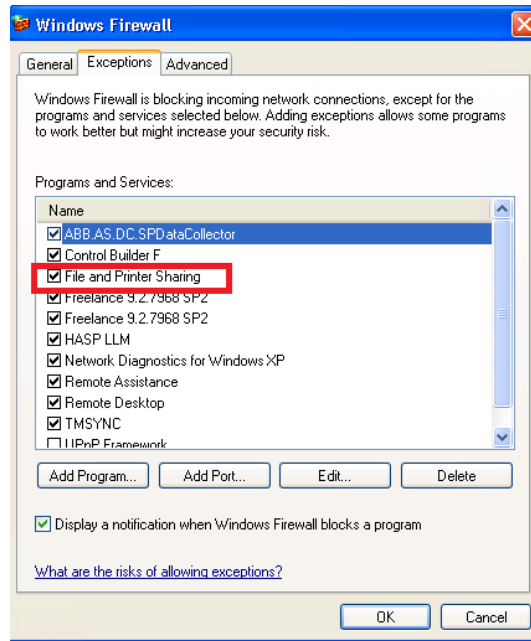 Windows Firewall
General Exceptions Advanced
Windows Firewall is blocking incoming network connections, except for the
programs and services selected below. Adding exceptions allows some programs
to work better but might increase your security risk.
Programs and Services:
Name
ABB.AS.DC.SPDataCollector
Control Builder F
File and Printer Sharing
Freelance 9.2.7968 SP2
Freelance 9.2.7968 SP2
HASP LLM
Network Diagnostics for Windows XP
Remote Assistance
Remote Desktop
TMSYNC
UPnP Framework
Add Program... Add Port... Edit... Delete
Display a notification when Windows Firewall blocks a program
What are the risks of allowing exceptions?
OK Cancel